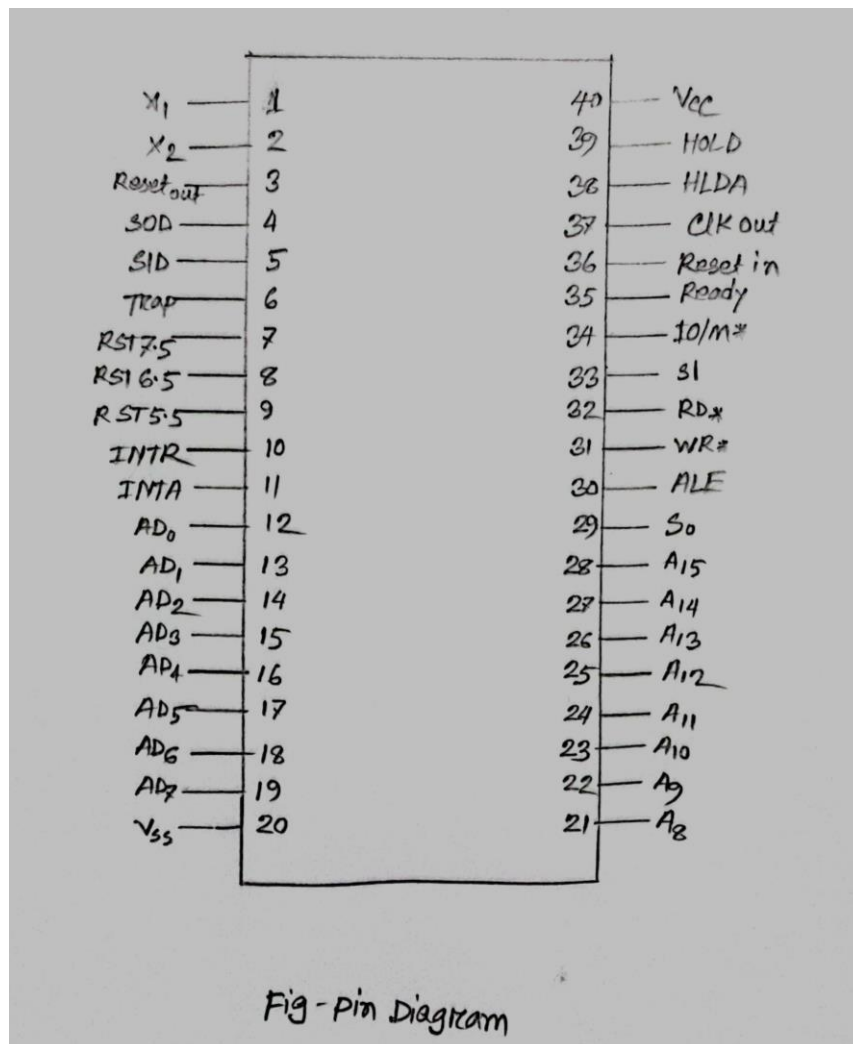 X1 1 40 Vcc
X2 2 39 HOLD
Reset out 3 38 HLDA
SOD 4 37 ClK out
SID 5 36 Reset in
TRap 6 35 Ready
RST7.5 7 34 IO/M*
RST6.5 8 33 S1
RST5.5 9 32 RD*
INTR 10 31 WR*
INTA 11 30 ALE
AD0 12 29 S0
AD1 13 28 A15
AD2 14 27 A14
AD3 15 26 A13
AD4 16 25 A12
AD5 17 24 A11
AD6 18 23 A10
AD7 19 22 A9
Vss 20 21 A8
Fig-Pin Diagram